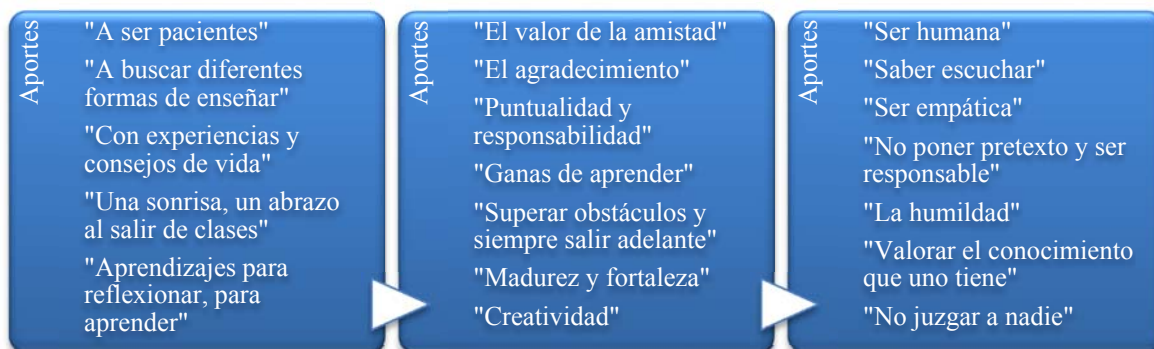 Aportes
"A ser pacientes"
"A buscar diferentes
formas de enseñar"
"Con experiencias y
consejos de vida"
"Una sonrisa, un abrazo
al salir de clases"
"Aprendizajes para
reflexionar, para
aprender"
Aportes
"El valor de la amistad"
"El agradecimiento"
"Puntualidad y
responsabilidad"
"Ganas de aprender"
"Superar obstáculos y
siempre salir adelante"
"Madurez y fortaleza"
"Creatividad"
Aportes
"Ser humana"
"Saber escuchar"
"Ser empática"
"No poner pretexto y ser
responsable"
"La humildad"
"Valorar el conocimiento
que uno tiene"
"No juzgar a nadie"